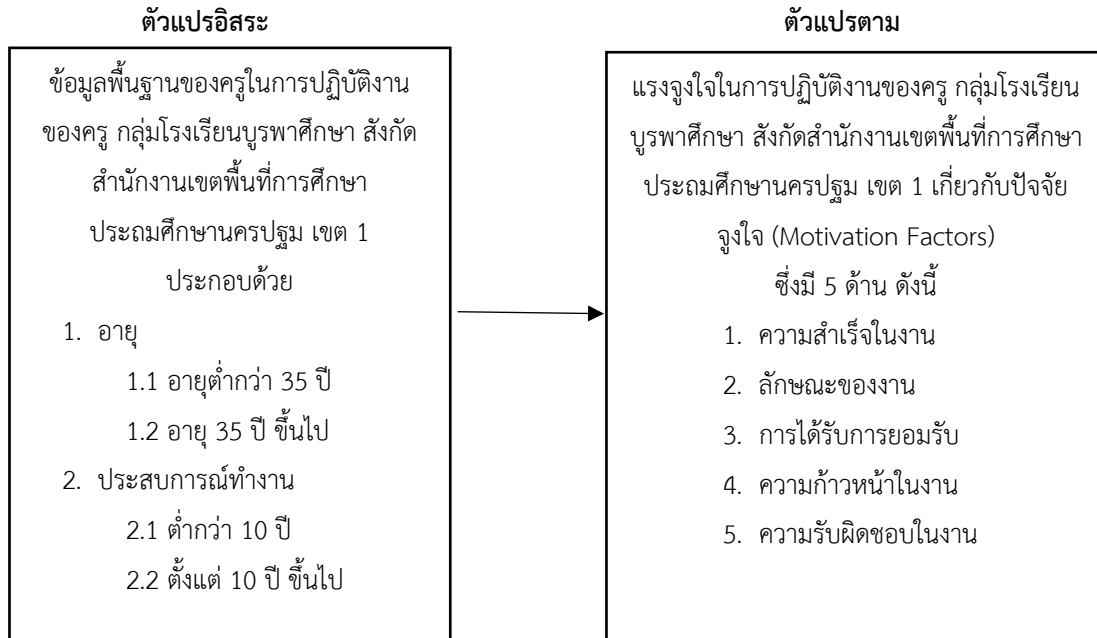 ตัวแปรอิสระ
ข้อมูลพื้นฐานของครูในการปฏิบัติงาน
ของครู กลุ่มโรงเรียนบูรพาศึกษา สังกัด
สำนักงานเขตพื้นที่การศึกษา
ประถมศึกษานครปฐม เขต 1
ประกอบด้วย
1. อายุ
1.1 อายุต่ำกว่า 35 ปี
1.2 อายุ 35 ปี ขึ้นไป
2. ประสบการณ์ทำงาน
2.1 ต่ำกว่า 10 ปี
2.2 ตั้งแต่ 10 ปี ขึ้นไป
ตัวแปรตาม
แรงจูงใจในการปฏิบัติงานของครู กลุ่มโรงเรียน
บูรพาศึกษา สังกัดสำนักงานเขตพื้นที่การศึกษา
ประถมศึกษานครปฐม เขต 1 เกี่ยวกับปัจจัย
จูงใจ (Motivation Factors)
ซึ่งมี 5 ด้าน ดังนี้
1. ความสำเร็จในงาน
2. ลักษณะของงาน
3. การได้รับการยอมรับ
4. ความก้าวหน้าในงาน
5. ความรับผิดชอบในงาน